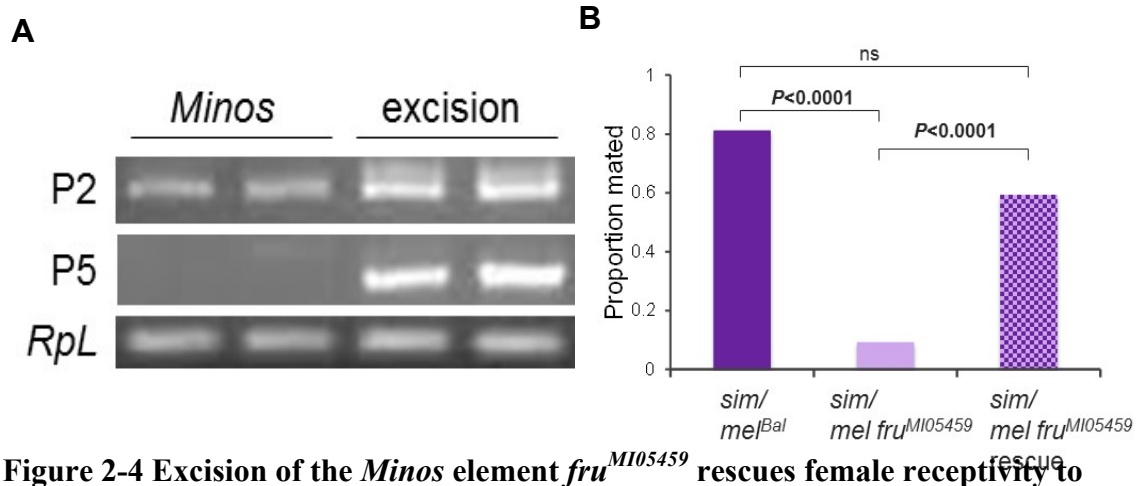 A
Minos excision
P2
P5
RpL
B
ns
P<0.0001
P<0.0001
Proportion mated
1
0.8
0.6
0.4
0.2
0
sim/
mel^Bal
sim/
mel fru^MI05459
sim/
mel fru^MI05459
rescue
Figure 2-4 Excision of the Minos element fru^MI05459 rescues female receptivity to